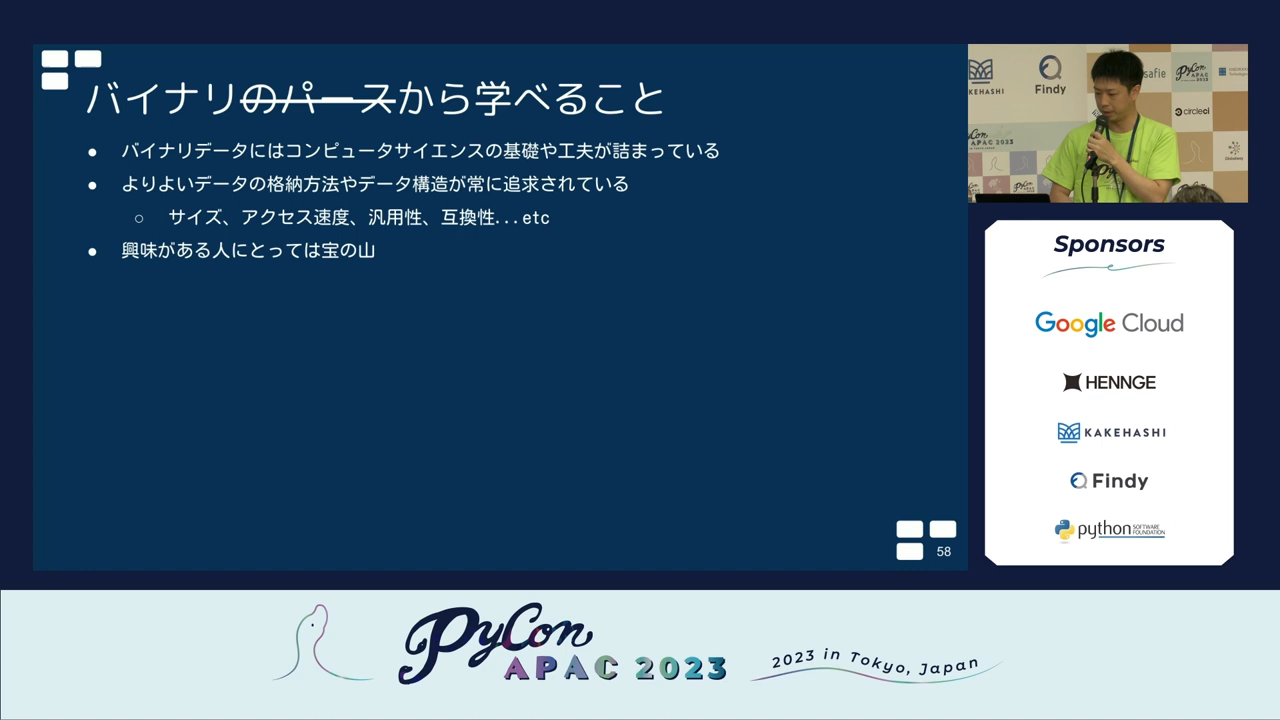 バイナリのパースから学べること
● バイナリデータにはコンピュータサイエンスの基礎や工夫が詰まっている
● よりよいデータの格納方法やデータ構造が常に追求されている
○ サイズ、アクセス速度、汎用性、互換性...etc
● 興味がある人にとっては宝の山
58
KEHASHI
Findy
safie
PyCon
APAC
circleci
APAC 2023
Sponsors
Google Cloud
HENNGE
KAKEHASHI
Findy
python SOFTWARE FOUNDATION
PyCon
APAC 2023
2023 in Tokyo, Japan